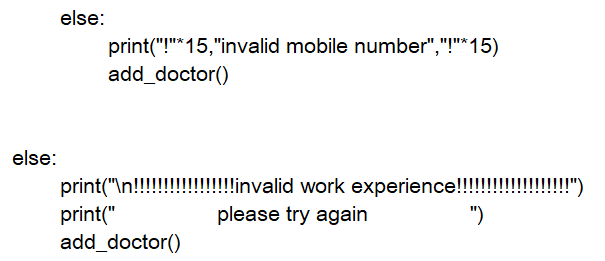 else:
print("!"*15,"invalid mobile number","!"*15)
add_doctor()
else:
print("\n!!!!!!!!!!!!!!!!!invalid work experience!!!!!!!!!!!!!!!!!!!")
print("                 please try again                 ")
add_doctor()